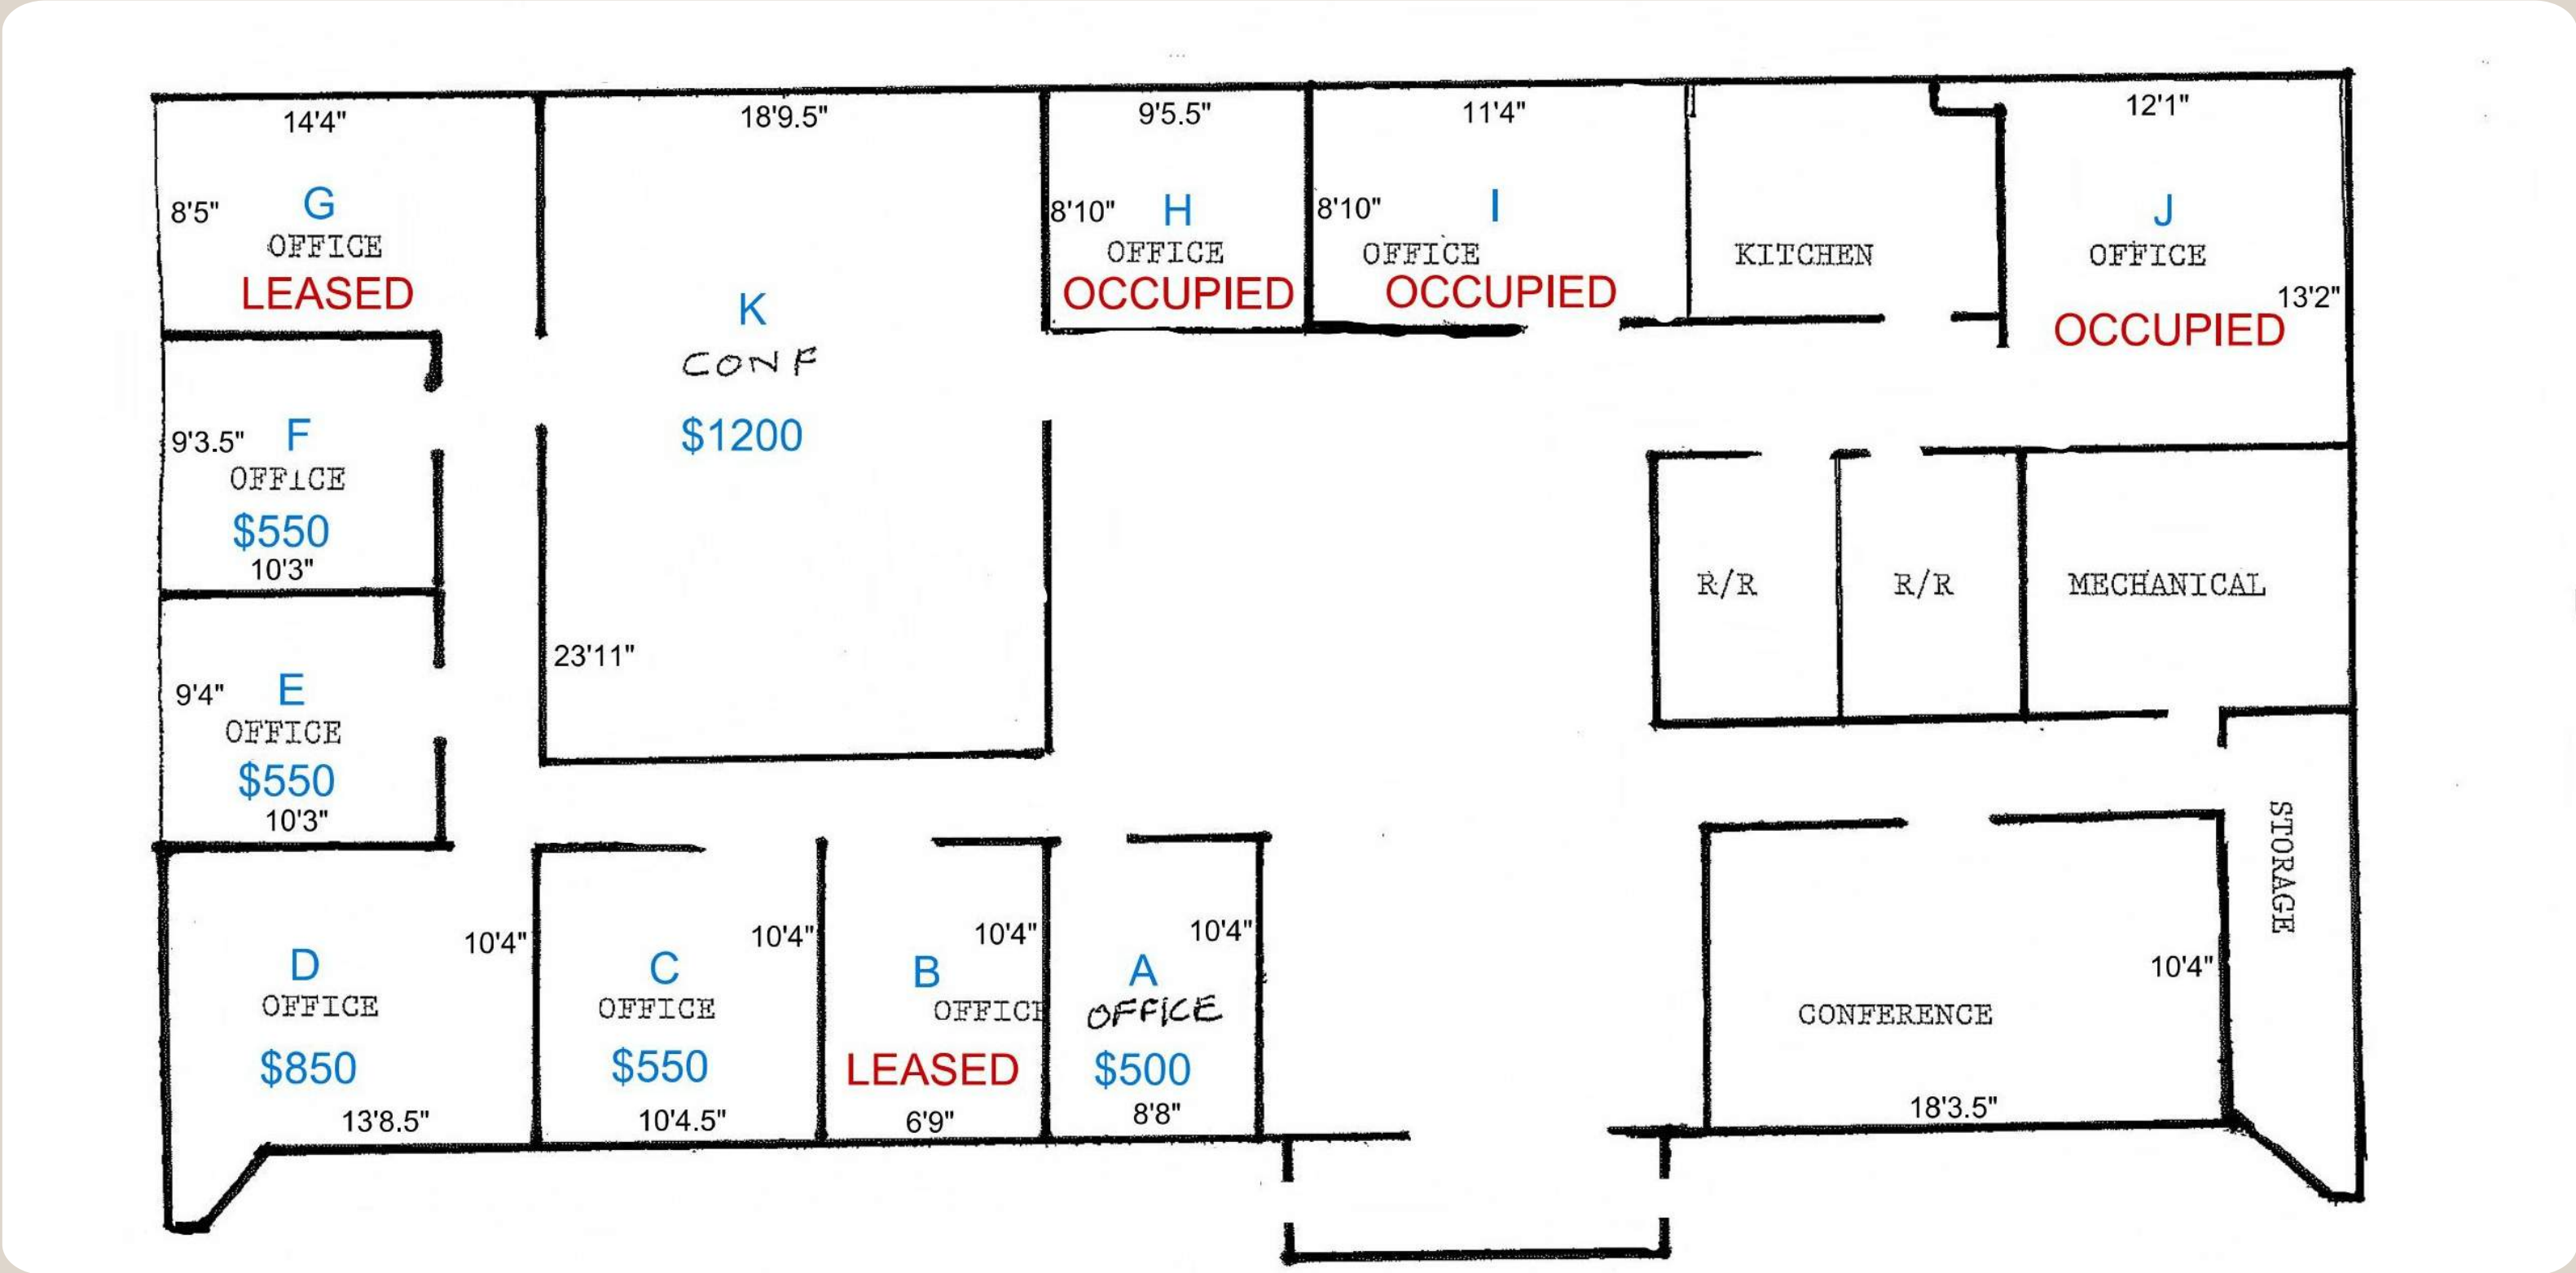 14'4"
8'5"
G
OFFICE
LEASED
18'9.5"
K
CONF
$1200
23'11"
9'5.5"
8'10"
H
OFFICE
OCCUPIED
11'4"
8'10"
I
OFFICE
OCCUPIED
KITCHEN
12'1"
J
OFFICE
13'2"
OCCUPIED
9'3.5"
F
OFFICE
$550
10'3"
9'4"
E
OFFICE
$550
10'3"
R/R
R/R
MECHANICAL
STORAGE
10'4"
D
OFFICE
$850
13'8.5"
10'4"
C
OFFICE
$550
10'4.5"
10'4"
B
OFFICE
LEASED
6'9"
10'4"
A
OFFICE
$500
8'8"
10'4"
CONFERENCE
18'3.5"